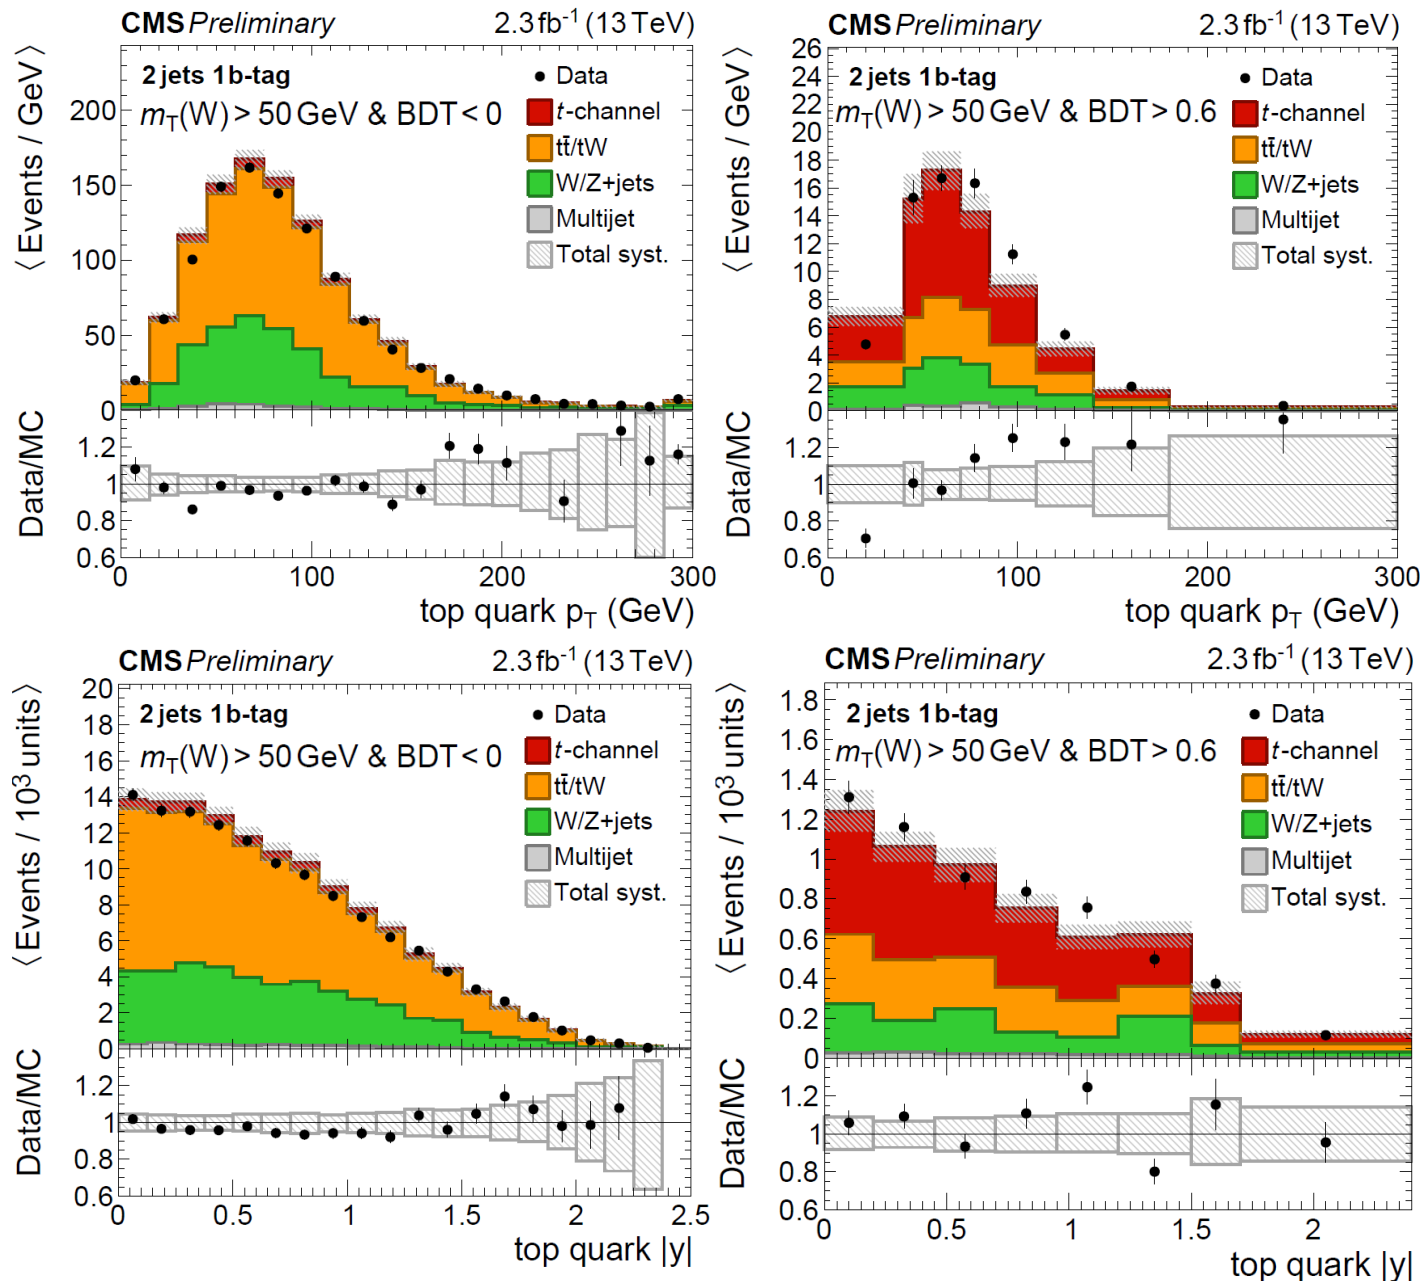 CMS Preliminary 2.3 fb⁻¹ (13 TeV)
⟨ Events / GeV ⟩
2 jets 1b-tag
m_T(W) > 50 GeV & BDT < 0
Data
t-channel
tt̄/tW
W/Z+jets
Multijet
Total syst.
200
150
100
50
0
Data/MC
1.2
1
0.8
0.6
0 100 200 300
top quark p_T (GeV)
CMS Preliminary 2.3 fb⁻¹ (13 TeV)
⟨ Events / GeV ⟩
2 jets 1b-tag
m_T(W) > 50 GeV & BDT > 0.6
Data
t-channel
tt̄/tW
W/Z+jets
Multijet
Total syst.
26
24
22
20
18
16
14
12
10
8
6
4
2
0
Data/MC
1.2
1
0.8
0.6
0 100 200 300
top quark p_T (GeV)
CMS Preliminary 2.3 fb⁻¹ (13 TeV)
⟨ Events / 10³ units ⟩
2 jets 1b-tag
m_T(W) > 50 GeV & BDT < 0
Data
t-channel
tt̄/tW
W/Z+jets
Multijet
Total syst.
20
18
16
14
12
10
8
6
4
2
0
Data/MC
1.2
1
0.8
0.6
0 0.5 1 1.5 2 2.5
top quark |y|
CMS Preliminary 2.3 fb⁻¹ (13 TeV)
⟨ Events / 10³ units ⟩
2 jets 1b-tag
m_T(W) > 50 GeV & BDT > 0.6
Data
t-channel
tt̄/tW
W/Z+jets
Multijet
Total syst.
1.8
1.6
1.4
1.2
1
0.8
0.6
0.4
0.2
0
Data/MC
1.2
1
0.8
0.6
0 0.5 1 1.5 2
top quark |y|